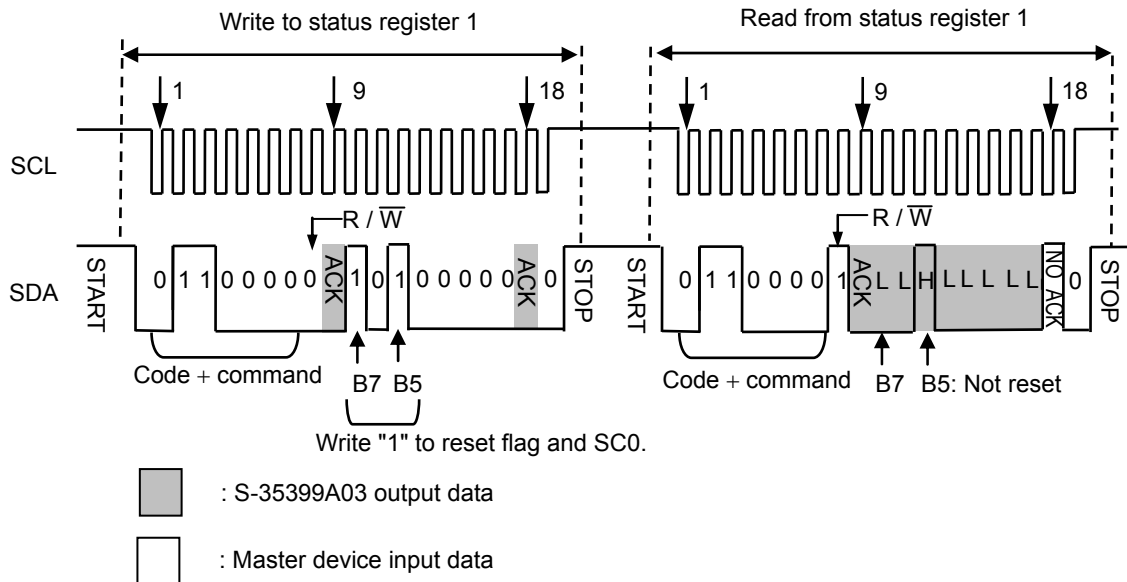 Write to status register 1
Read from status register 1
1 9 18 1 9 18
SCL
R / W R / W
SDA START 0 1 1 0 0 0 0 0 ACK 1 0 1 0 0 0 0 0 ACK 0 STOP START 0 1 1 0 0 0 0 1 ACK L L H L L L L L NO ACK 0 STOP
Code + command B7 B5 Code + command B7 B5: Not reset
Write "1" to reset flag and SC0.
: S-35399A03 output data
: Master device input data